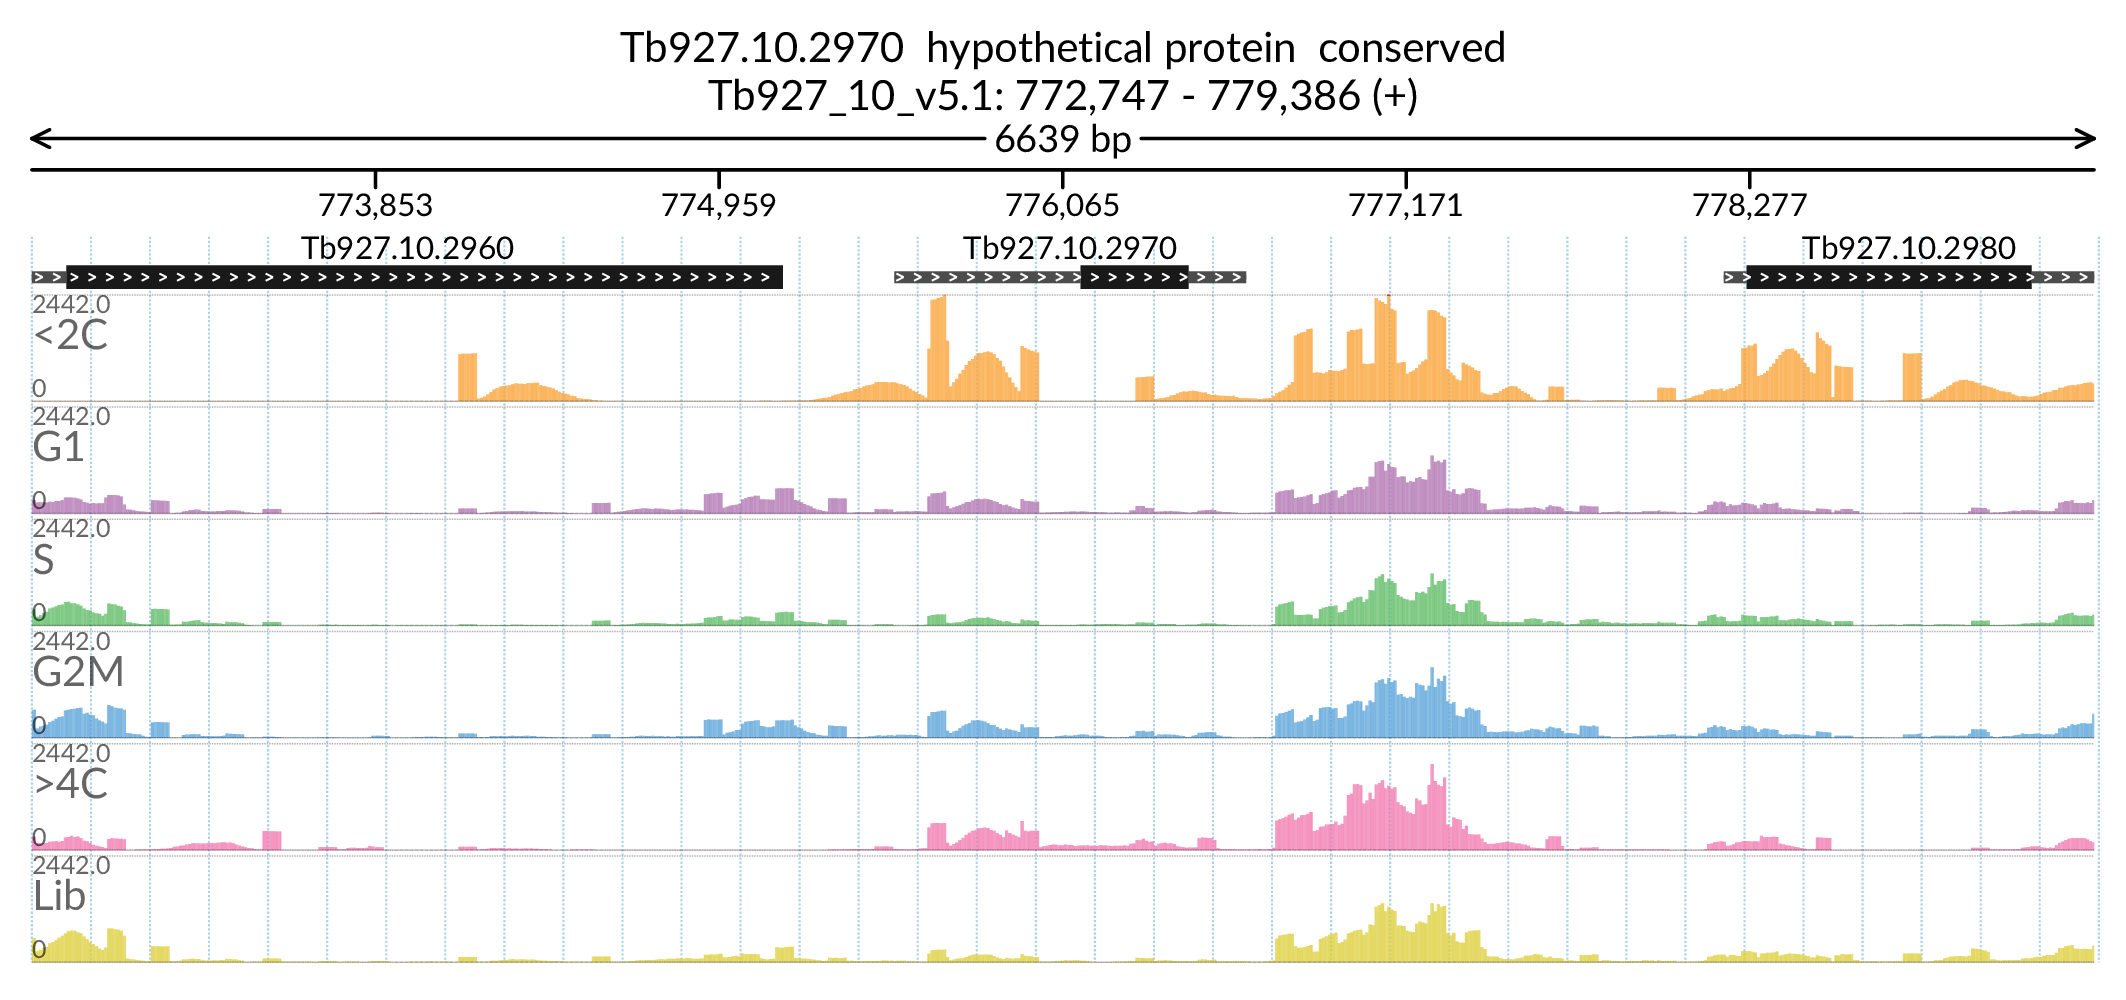 Tb927.10.2970 hypothetical protein conserved
Tb927_10_v5.1: 772,747 - 779,386 (+)
6639 bp
773,853 774,959 776,065 777,171 778,277
Tb927.10.2960 Tb927.10.2970 Tb927.10.2980
2442.0
<2C
0
2442.0
G1
0
2442.0
S
0
2442.0
G2M
0
2442.0
>4C
0
2442.0
Lib
0